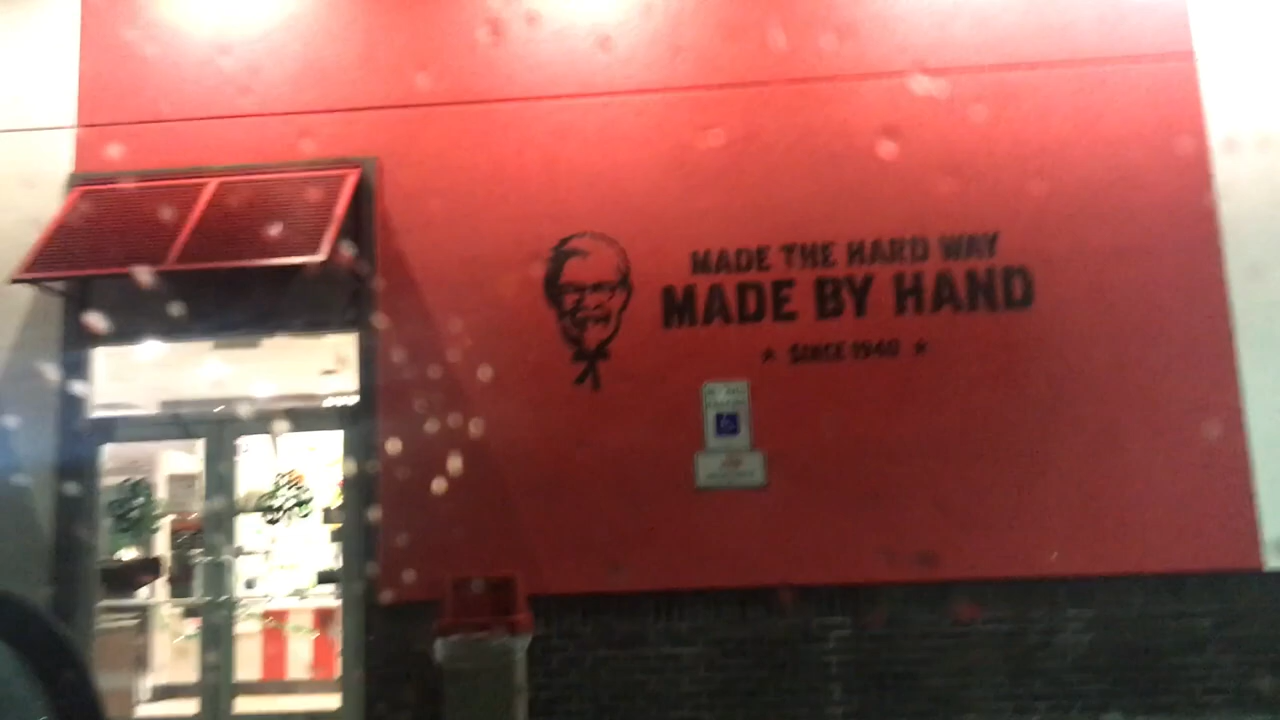 MADE THE HARD WAY
MADE BY HAND
★ SINCE 1940 ★